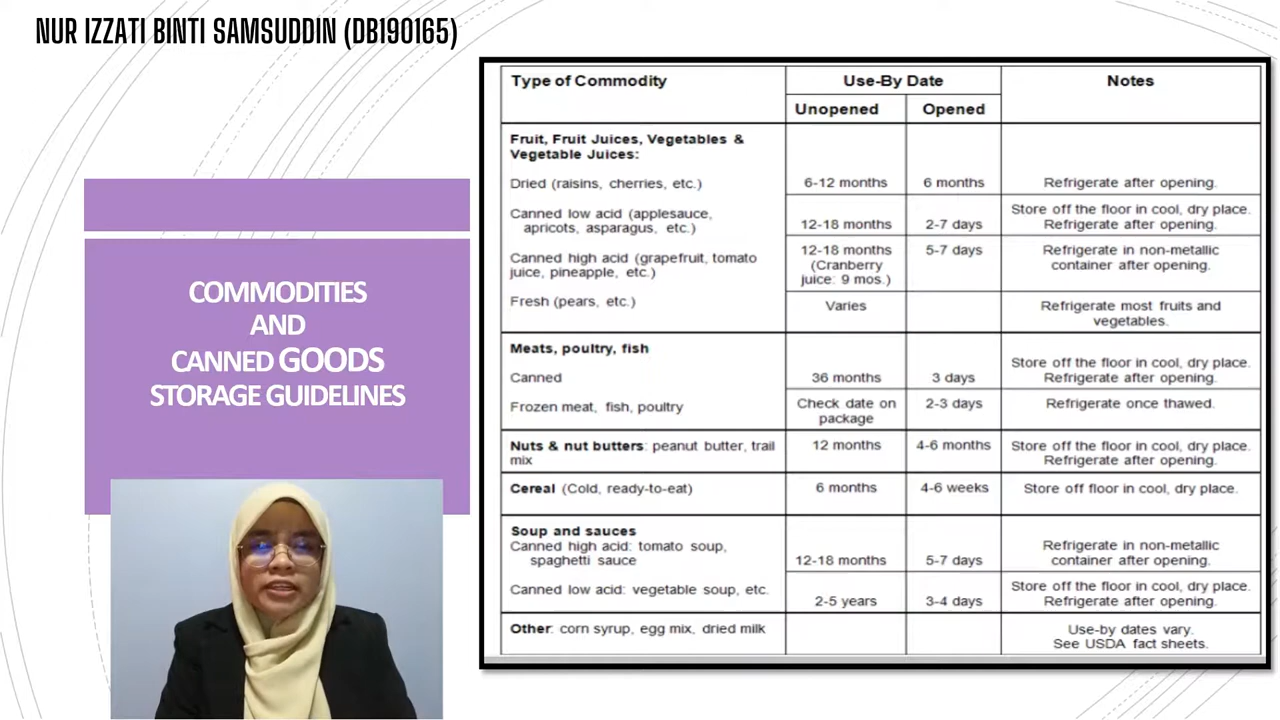 NUR IZZATI BINTI SAMSUDDIN (DB190165)
COMMODITIES
AND
CANNED GOODS
STORAGE GUIDELINES
Type of Commodity Use-By Date Notes
Unopened Opened
Fruit, Fruit Juices, Vegetables &
Vegetable Juices:
Dried (raisins, cherries, etc.) 6-12 months 6 months Refrigerate after opening.
Canned low acid (applesauce, Store off the floor in cool, dry place.
apricots, asparagus, etc.) 12-18 months 2-7 days Refrigerate after opening.
Canned high acid (grapefruit, tomato 12-18 months 5-7 days Refrigerate in non-metallic
juice, pineapple, etc.) (Cranberry container after opening.
juice: 9 mos.)
Fresh (pears, etc.) Varies Refrigerate most fruits and
vegetables.
Meats, poultry, fish
Store off the floor in cool, dry place.
Canned 36 months 3 days Refrigerate after opening.
Frozen meat, fish, poultry Check date on 2-3 days Refrigerate once thawed.
package
Nuts & nut butters: peanut butter, trail 12 months 4-6 months Store off the floor in cool, dry place.
mix Refrigerate after opening.
Cereal (Cold, ready-to-eat) 6 months 4-6 weeks Store off floor in cool, dry place.
Soup and sauces
Canned high acid: tomato soup, Refrigerate in non-metallic
spaghetti sauce 12-18 months 5-7 days container after opening.
Canned low acid: vegetable soup, etc. Store off the floor in cool, dry place.
2-5 years 3-4 days Refrigerate after opening.
Other: corn syrup, egg mix, dried milk Use-by dates vary.
See USDA fact sheets.